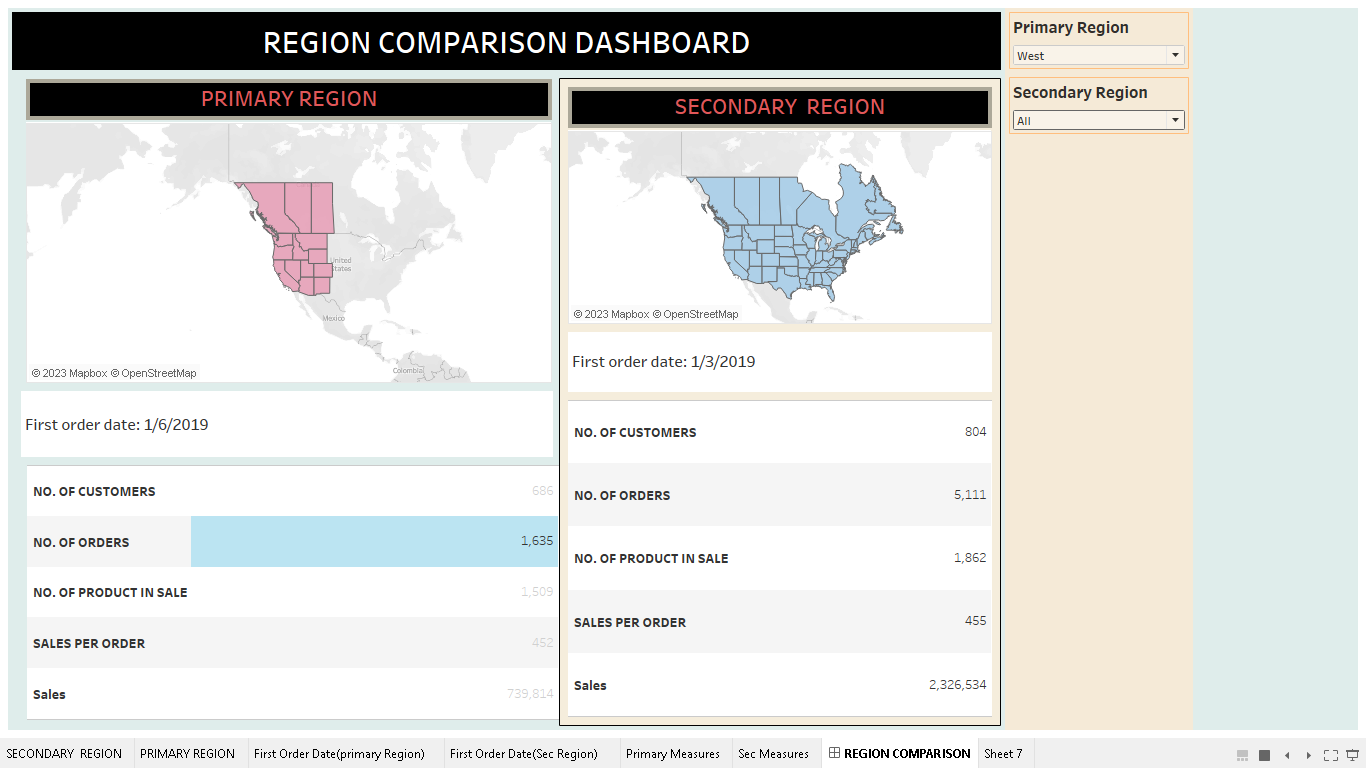 REGION COMPARISON DASHBOARD
PRIMARY REGION
United
States
Mexico
Colombia
© 2023 Mapbox © OpenStreetMap
First order date: 1/6/2019
NO. OF CUSTOMERS 686
NO. OF ORDERS 1,635
NO. OF PRODUCT IN SALE 1,509
SALES PER ORDER 452
Sales 739,814
SECONDARY  REGION
© 2023 Mapbox © OpenStreetMap
First order date: 1/3/2019
NO. OF CUSTOMERS 804
NO. OF ORDERS 5,111
NO. OF PRODUCT IN SALE 1,862
SALES PER ORDER 455
Sales 2,326,534
Primary Region
West
Secondary Region
All
SECONDARY  REGION PRIMARY REGION First Order Date(primary Region) First Order Date(Sec Region) Primary Measures Sec Measures REGION COMPARISON Sheet 7